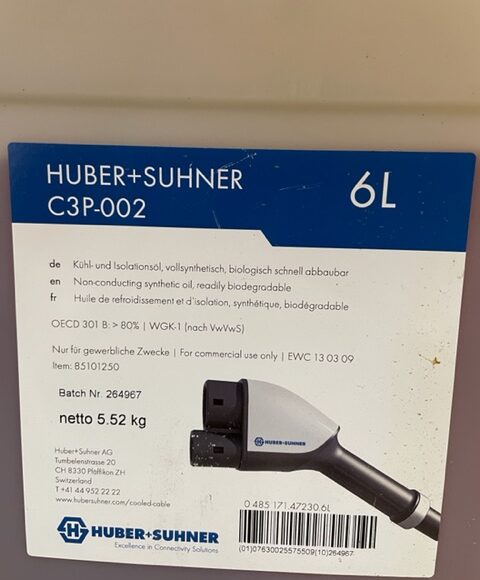 HUBER+SUHNER
C3P-002
6L
de Kühl- und Isolationsöl, vollsynthetisch, biologisch schnell abbaubar
en Non-conducting synthetic oil, readily biodegradable
fr Huile de refroidissement et d'isolation, synthétique, biodégradable
OECD 301 B: > 80% | WGK-1 (nach VwVwS)
Nur für gewerbliche Zwecke | For commercial use only | EWC 13 03 09
Item: 85101250
Batch Nr. 264967
netto 5.52 kg
HUBER+SUHNER
Huber+Suhner AG
Tumbelenstrasse 20
CH 8330 Pfäffikon ZH
Switzerland
T +41 44 952 22 22
www.hubersuhner.com/cooled-cable
HUBER+SUHNER
Excellence in Connectivity Solutions
0 485 171.47230.6L
(01)07630025575509(10)264967